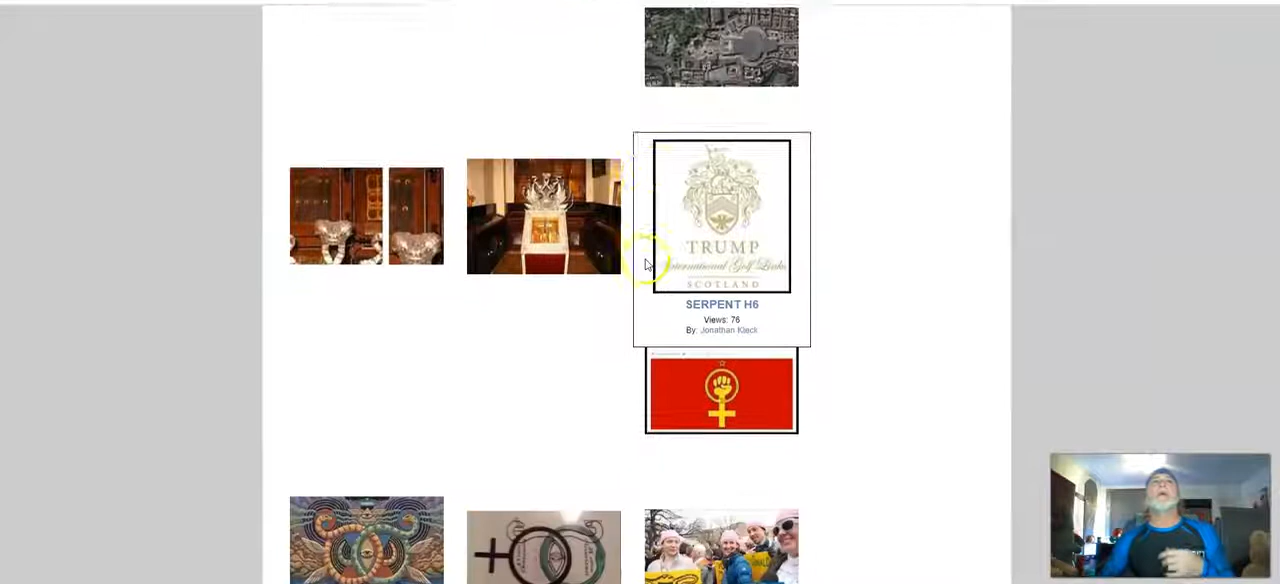 TRUMP
International Golf Links
SCOTLAND
SERPENT H6
Views: 76
By: Jonathan Kleck